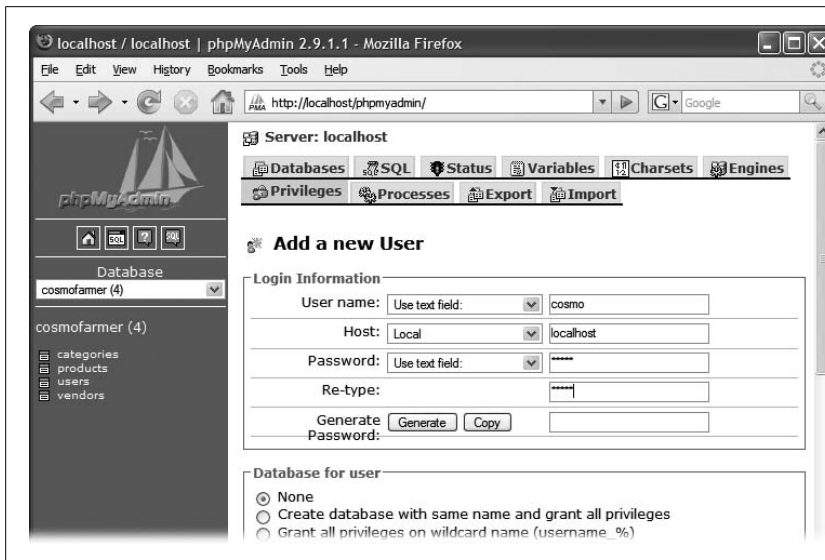 localhost / localhost | phpMyAdmin 2.9.1.1 - Mozilla Firefox
File Edit View History Bookmarks Tools Help
PMA http://localhost/phpmyadmin/ G Google
phpMyAdmin
SQL ? SQL
Database
cosmofarmer (4)
cosmofarmer (4)
categories
products
users
vendors
Server: localhost
Databases SQL Status Variables Charsets Engines
Privileges Processes Export Import
Add a new User
Login Information
User name: Use text field: cosmo
Host: Local localhost
Password: Use text field: *****
Re-type: *****
Generate Password: Generate Copy
Database for user
None
Create database with same name and grant all privileges
Grant all privileges on wildcard name (username_%)